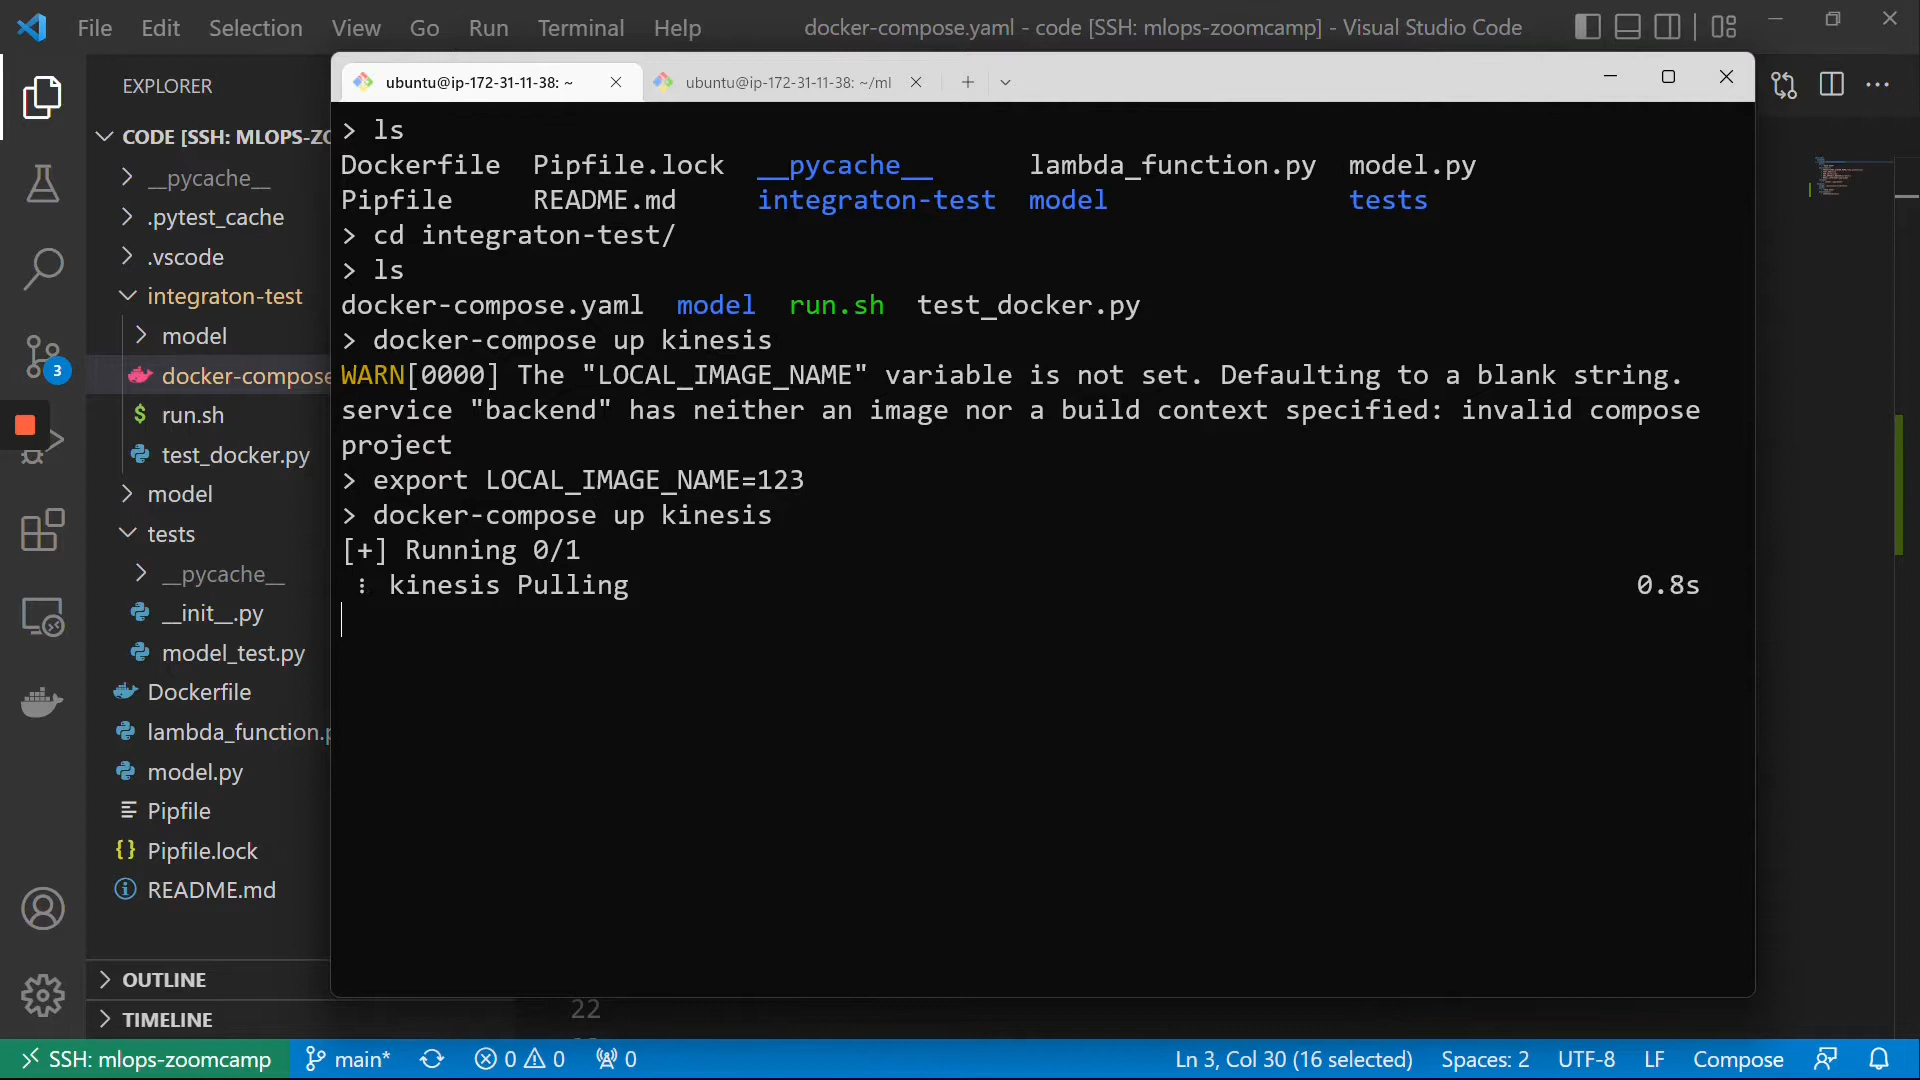 File Edit Selection View Go Run Terminal Help docker-compose.yaml - code [SSH: mlops-zoomcamp] - Visual Studio Code
EXPLORER
CODE [SSH: MLOPS-ZO
__pycache__
.pytest_cache
.vscode
integraton-test
model
docker-compose
run.sh
test_docker.py
model
tests
__pycache__
__init__.py
model_test.py
Dockerfile
lambda_function.p
model.py
Pipfile
Pipfile.lock
README.md
OUTLINE
TIMELINE
3
ubuntu@ip-172-31-11-38: ~ ubuntu@ip-172-31-11-38: ~/ml
> ls
Dockerfile Pipfile.lock __pycache__ lambda_function.py model.py
Pipfile README.md integraton-test model tests
> cd integraton-test/
> ls
docker-compose.yaml model run.sh test_docker.py
> docker-compose up kinesis
WARN[0000] The "LOCAL_IMAGE_NAME" variable is not set. Defaulting to a blank string.
service "backend" has neither an image nor a build context specified: invalid compose
project
> export LOCAL_IMAGE_NAME=123
> docker-compose up kinesis
[+] Running 0/1
⠸ kinesis Pulling 0.8s
22
SSH: mlops-zoomcamp main* 0 0 0 Ln 3, Col 30 (16 selected) Spaces: 2 UTF-8 LF Compose